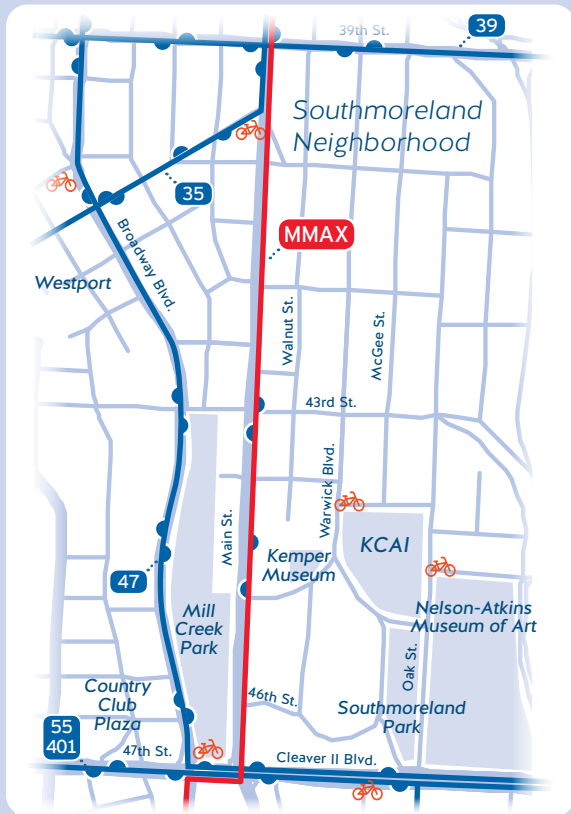 39th St.
39
Southmoreland
Neighborhood
35
MMAX
Broadway Blvd.
Westport
Walnut St.
McGee St.
43rd St.
Warwick Blvd.
Main St.
KCAI
Kemper
Museum
47
Nelson-Atkins
Museum of Art
Mill
Creek
Park
Oak St.
Country
Club
Plaza
46th St.
Southmoreland
Park
55
401
47th St.
Cleaver II Blvd.